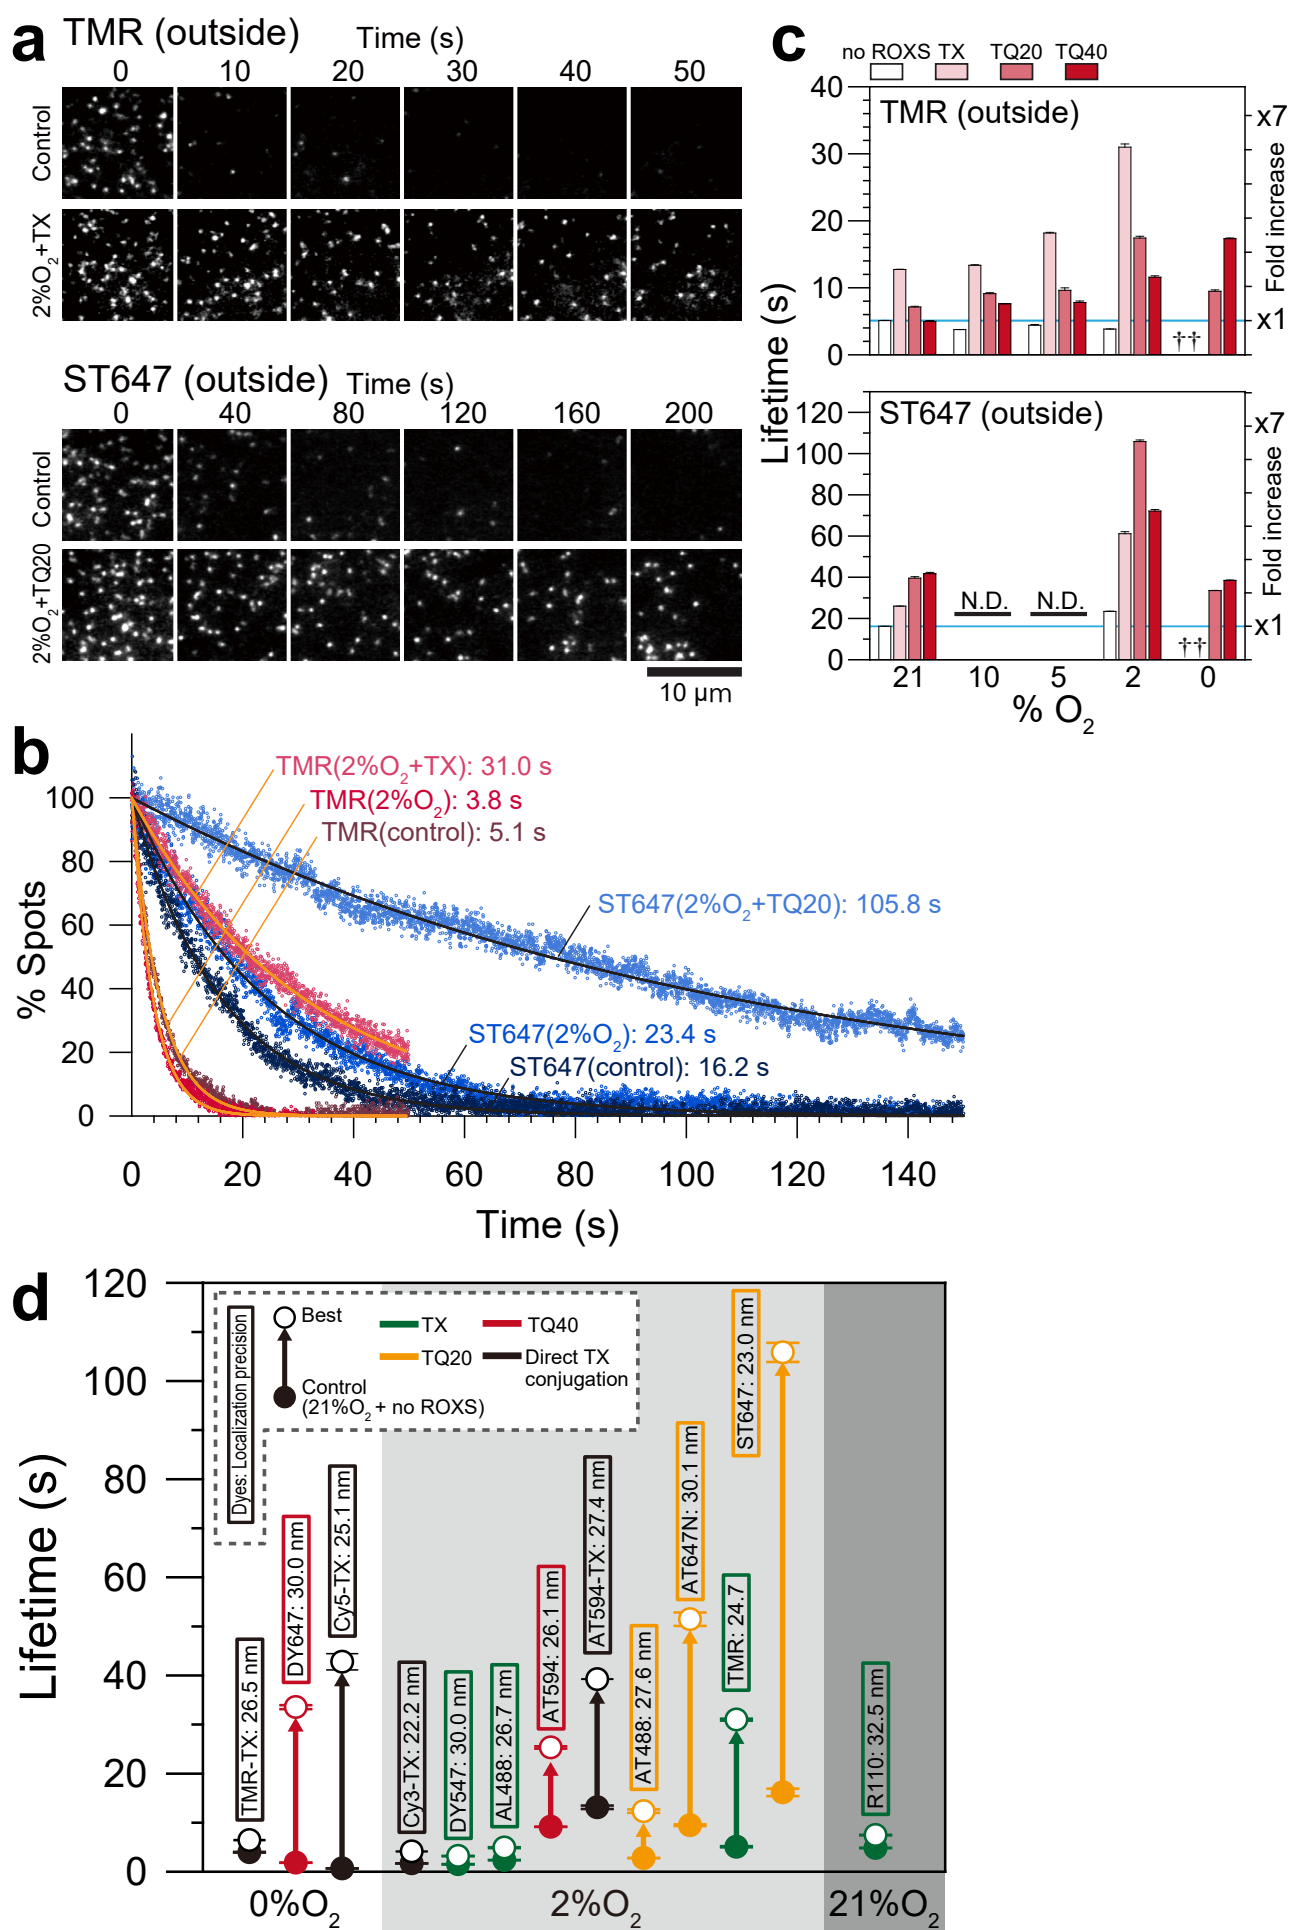 a
TMR (outside)
Time (s)
0 10 20 30 40 50
Control
2%O2+TX
ST647 (outside) Time (s)
0 40 80 120 160 200
Control
2%O2+TQ20
10 µm
c
no ROXS TX TQ20 TQ40
TMR (outside)
40
30
20
10
0
x7
x1
Fold increase
††
Lifetime (s)
ST647 (outside)
120
100
80
60
40
20
0
x7
x1
Fold increase
N.D. N.D.
††
21 10 5 2 0
% O2
b
TMR(2%O2+TX): 31.0 s
TMR(2%O2): 3.8 s
TMR(control): 5.1 s
ST647(2%O2+TQ20): 105.8 s
ST647(2%O2): 23.4 s
ST647(control): 16.2 s
% Spots
100
80
60
40
20
0
0 20 40 60 80 100 120 140
Time (s)
d
Lifetime (s)
120
100
80
60
40
20
0
Dyes: Localization precision
Best
Control
(21%O2 + no ROXS)
TX
TQ20
TQ40
Direct TX
conjugation
TMR-TX: 26.5 nm
DY647: 30.0 nm
Cy5-TX: 25.1 nm
Cy3-TX: 22.2 nm
DY547: 30.0 nm
AL488: 26.7 nm
AT594: 26.1 nm
AT594-TX: 27.4 nm
AT488: 27.6 nm
AT647N: 30.1 nm
TMR: 24.7
ST647: 23.0 nm
R110: 32.5 nm
0%O2 2%O2 21%O2